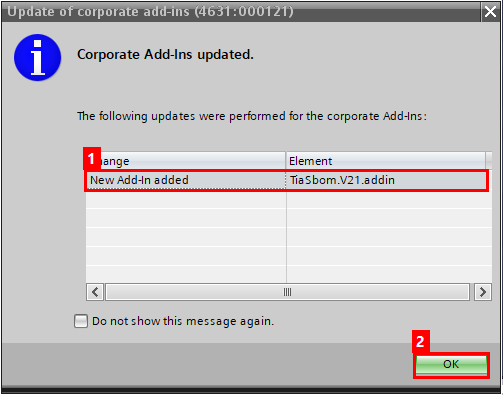 Update of corporate add-ins (4631:000121)
Corporate Add-Ins updated.
The following updates were performed for the corporate Add-Ins:
1
ange Element
New Add-In added TiaSbom.V21.addin
Do not show this message again.
2
OK